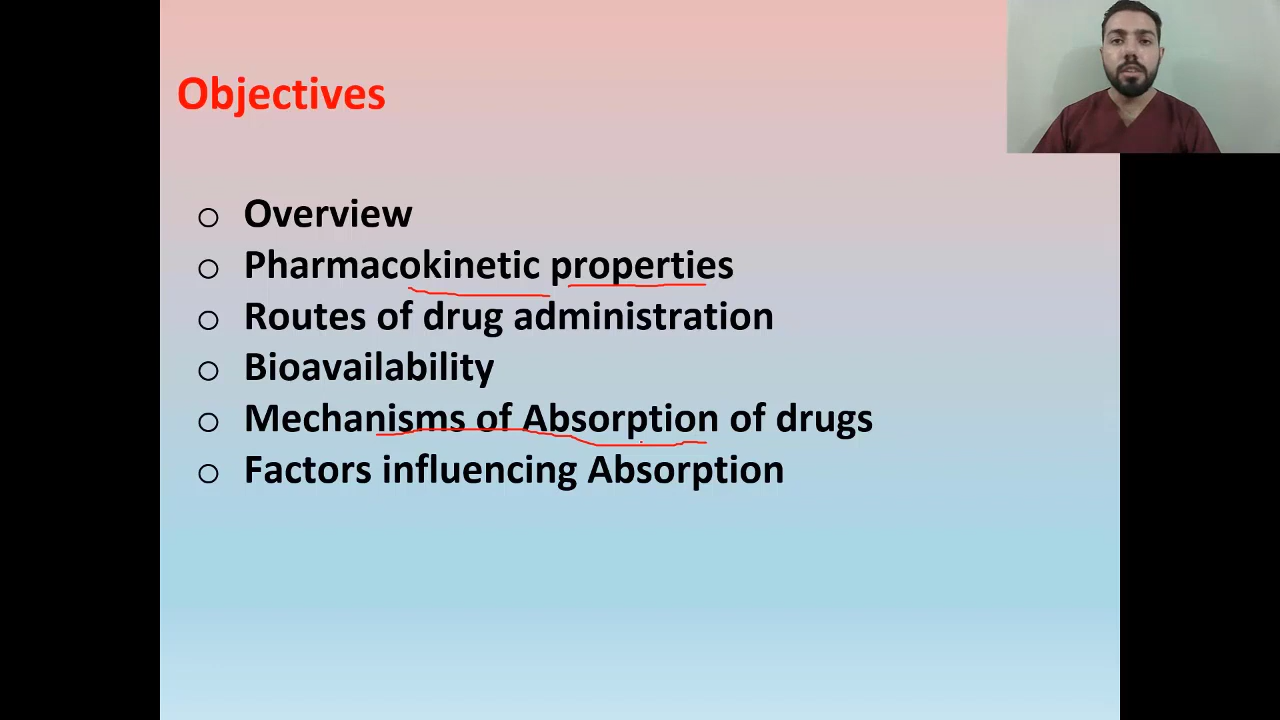 Objectives
o Overview
o Pharmacokinetic properties
o Routes of drug administration
o Bioavailability
o Mechanisms of Absorption of drugs
o Factors influencing Absorption